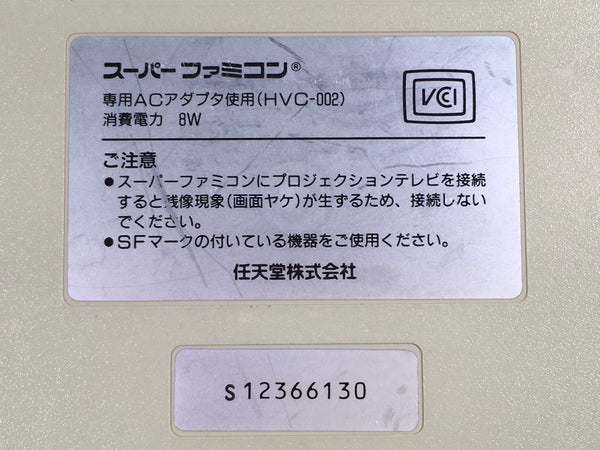 スーパーファミコン®
専用ACアダプタ使用(HVC-002)
消費電力 8W
VCI
ご注意
●スーパーファミコンにプロジェクションテレビを接続
すると残像現象(画面ヤケ)が生ずるため、接続しない
でください。
●SFマークの付いている機器をご使用ください。
任天堂株式会社
S12366130